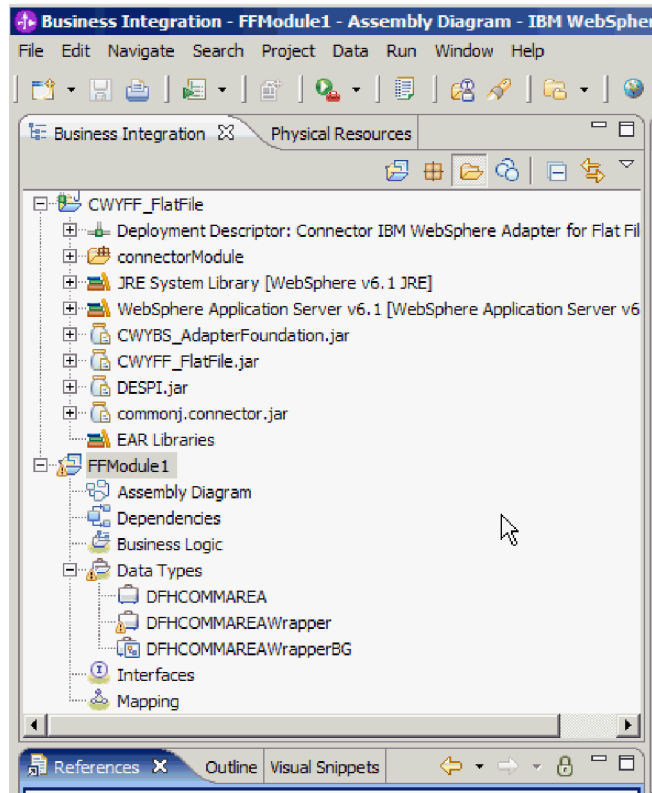 Business Integration - FFModule1 - Assembly Diagram - IBM WebSpher
File Edit Navigate Search Project Data Run Window Help
Business Integration Physical Resources
CWYFF_FlatFile
Deployment Descriptor: Connector IBM WebSphere Adapter for Flat Fil
connectorModule
JRE System Library [WebSphere v6.1 JRE]
WebSphere Application Server v6.1 [WebSphere Application Server v6
CWYBS_AdapterFoundation.jar
CWYFF_FlatFile.jar
DESPI.jar
commonj.connector.jar
EAR Libraries
FFModule1
Assembly Diagram
Dependencies
Business Logic
Data Types
DFHCOMMAREA
DFHCOMMAREAWrapper
DFHCOMMAREAWrapperBG
Interfaces
Mapping
References Outline Visual Snippets